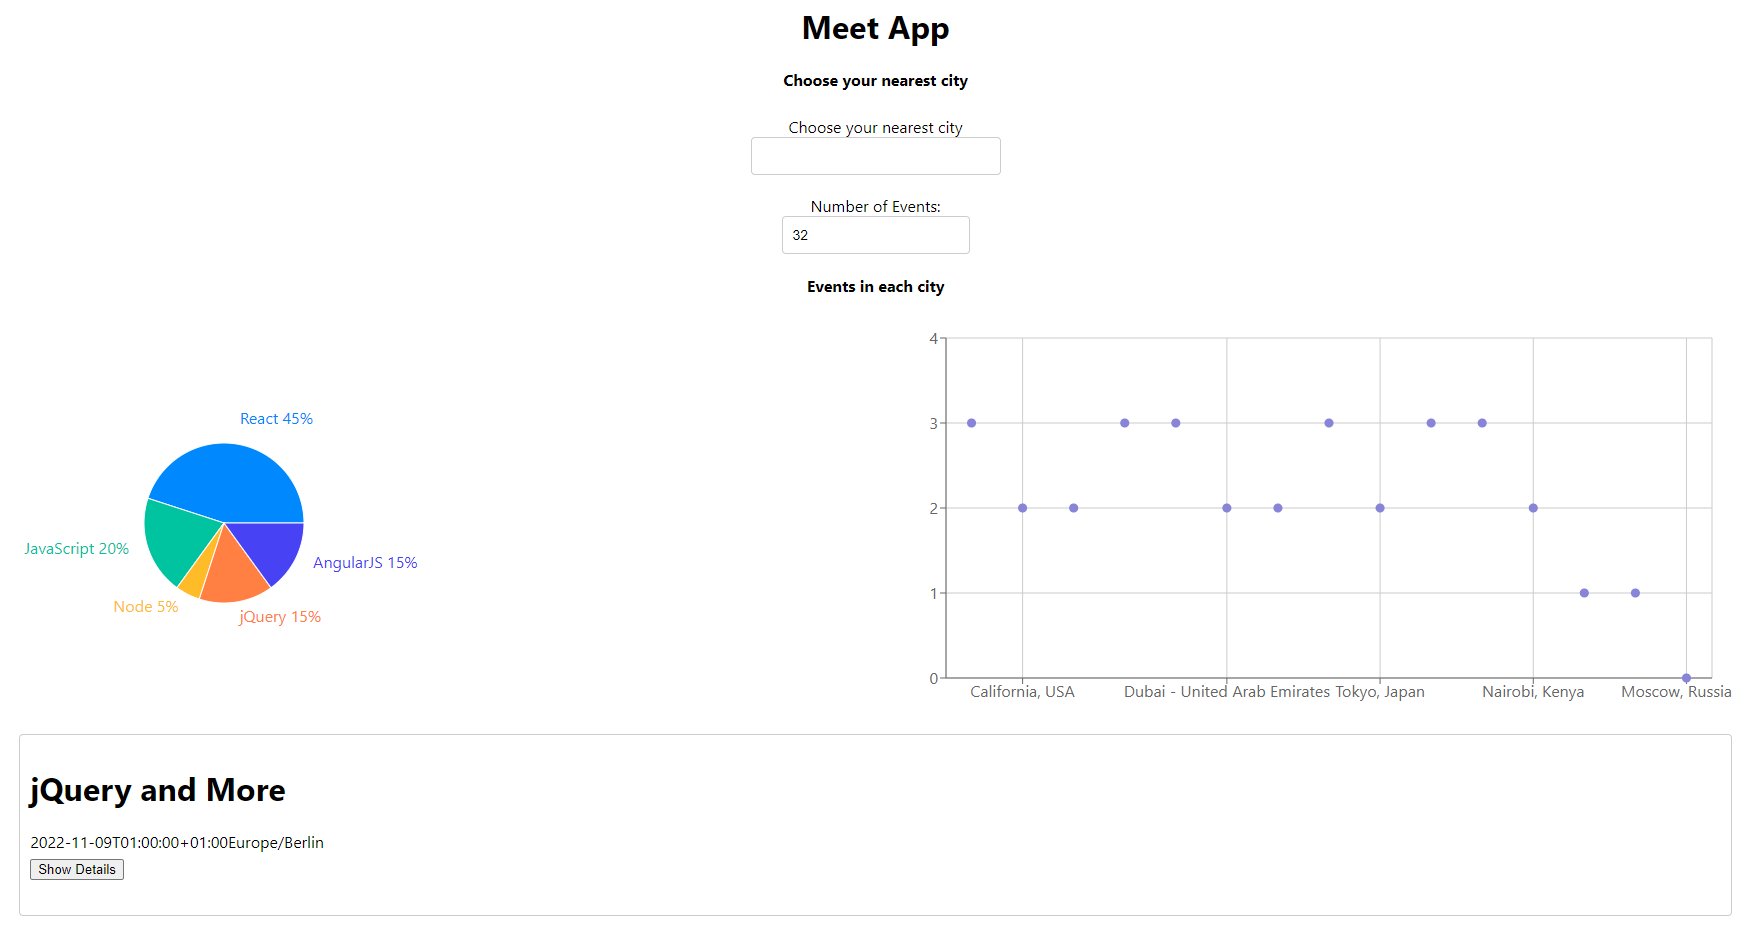 Meet App
Choose your nearest city
Choose your nearest city
Number of Events:
32
Events in each city
React 45%
JavaScript 20%
AngularJS 15%
Node 5%
jQuery 15%
4
3
2
1
0
California, USA Dubai - United Arab Emirates Tokyo, Japan Nairobi, Kenya Moscow, Russia
jQuery and More
2022-11-09T01:00:00+01:00Europe/Berlin
Show Details